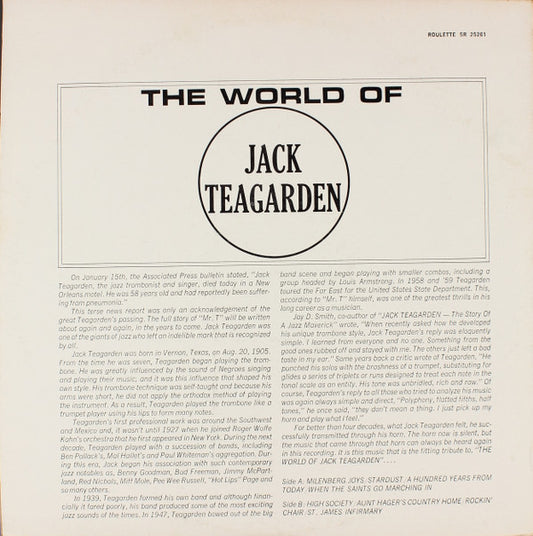 ROULETTE SR 25261
THE WORLD OF
JACK
TEAGARDEN
On January 15th, the Associated Press bulletin stated, "Jack
Teagarden, the jazz trombonist and singer, died today in a New
Orleans motel. He was 58 years old and had reportedly been suffer-
ing from pneumonia."
This terse news report was only an acknowledgement of the
great Teagarden's passing. The full story of "Mr. T" will be written
about again and again, in the years to come. Jack Teagarden was
one of the giants of jazz who left an indelible mark that is recognized
by all.
Jack Teagarden was born in Vernon, Texas, on Aug. 20, 1905.
From the time he was seven, Teagarden began playing the trom-
bone. He was greatly influenced by the sound of Negroes singing
and playing their music; and it was this influence that shaped his
own style. His trombone technique was self-taught and because his
arms were short, he did not apply the orthodox method of playing
the instrument. As a result, Teagarden played the trombone like a
trumpet player using his lips to form many notes.
Teagarden's first professional work was around the Southwest
and Mexico and, it wasn't until 1927 when he joined Roger Wolfe
Kahn's orchestra that he first appeared in New York. During the next
decade, Teagarden played with a succession of bands, including
Ben Pollack's, Mal Hallet's and Paul Whiteman's aggregation. Dur-
ing this era, Jack began his association with such contemporary
jazz notables as, Benny Goodman, Bud Freeman, Jimmy McPart-
land, Red Nichols, Miff Mole, Pee Wee Russell, "Hot Lips" Page and
so many others.
In 1939, Teagarden formed his own band and although finan-
cially it fared poorly, his band produced some of the most exciting
jazz sounds of the times. In 1947, Teagarden bowed out of the big
band scene and began playing with smaller combos, including a
group headed by Louis Armstrong. In 1958 and '59 Teagarden
toured the Far East for the United States State Department. This,
according to "Mr. T" himself, was one of the greatest thrills in his
long career as a musician.
Jay D. Smith, co-author of "JACK TEAGARDEN — The Story Of
A Jazz Maverick" wrote, "When recently asked how he developed
his unique trombone style, Jack Teagarden's reply was eloquently
simple. I learned from everyone and no one. Something from the
good ones rubbed off and stayed with me. The others just left a bad
taste in my ear." Some years back a critic wrote of Teagarden, "He
punched his solos with the brashness of a trumpet, substituting for
glides a series of triplets or runs designed to treat each note in the
tonal scale as an entity. His tone was unbridled, rich and raw." Of
course, Teagarden's reply to all those who tried to analyze his music
was again always simple and direct. "Polyphony, flatted fifths, half
tones," he once said, "they don't mean a thing. I just pick up my
horn and play what I feel."
For better than four decades, what Jack Teagarden felt, he suc-
cessfully transmitted through his horn. The horn now is silent, but
the music that came through that horn can always be heard again
in this recording. It is this music that is the fitting tribute to, "THE
WORLD OF JACK TEAGARDEN". . . .
Side A: MILENBERG JOYS/STARDUST/A HUNDRED YEARS FROM
TODAY/WHEN THE SAINTS GO MARCHING IN
Side B: HIGH SOCIETY/AUNT HAGER'S COUNTRY HOME/ROCKIN'
CHAIR/ST. JAMES INFIRMARY